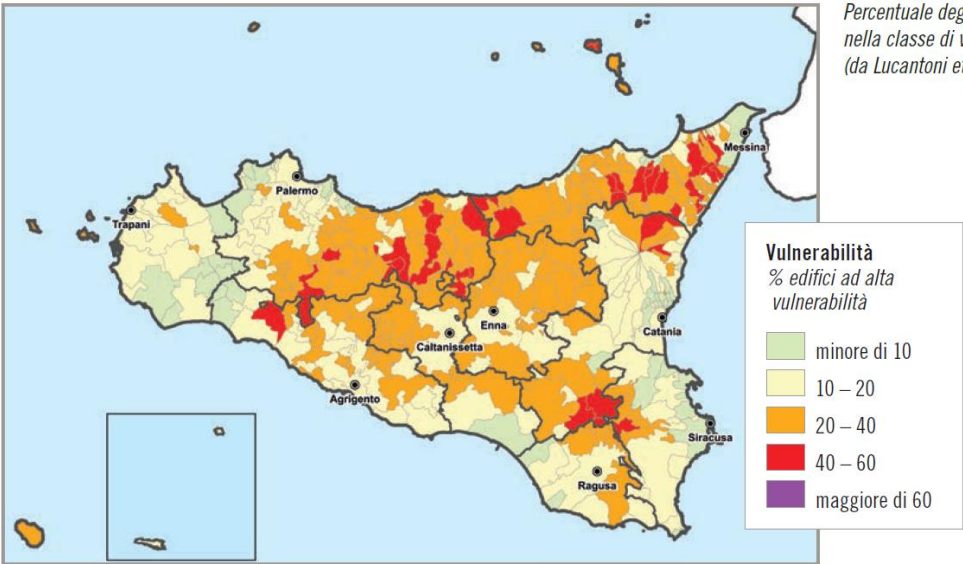 Percentuale deg
nella classe di v
(da Lucantoni et
Messina
Palermo
Trapani
Enna
Catania
Caltanissetta
Agrigento
Siracusa
Ragusa
Vulnerabilità
% edifici ad alta
vulnerabilità
minore di 10
10 – 20
20 – 40
40 – 60
maggiore di 60